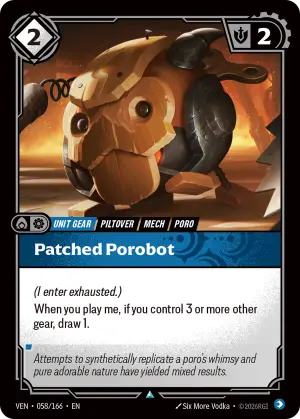 2
2
UNIT GEAR
PILTOVER
MECH
PORO
Patched Porobot
(I enter exhausted.)
When you play me, if you control 3 or more other
gear, draw 1.
Attempts to synthetically replicate a poro's whimsy and
pure adorable nature have yielded mixed results.
VEN • 058/166 • EN
Six More Vodka
©2026RGI